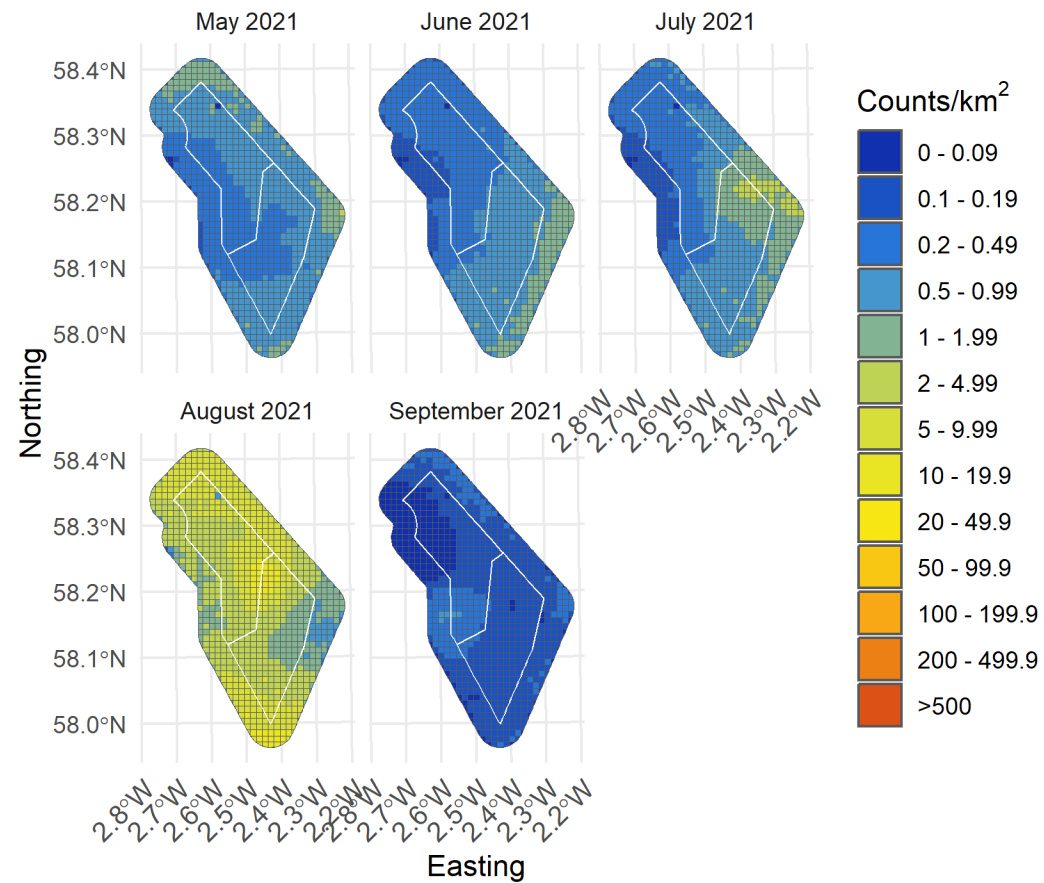 May 2021
June 2021
July 2021
58.4°N
58.3°N
58.2°N
58.1°N
58.0°N
2.8°W
2.7°W
2.6°W
2.5°W
2.4°W
2.3°W
2.2°W
August 2021
September 2021
58.4°N
58.3°N
58.2°N
58.1°N
58.0°N
2.8°W
2.7°W
2.6°W
2.5°W
2.4°W
2.3°W
2.2°W
2.8°W
2.7°W
2.6°W
2.5°W
2.4°W
2.3°W
2.2°W
Northing
Easting
Counts/km²
0 - 0.09
0.1 - 0.19
0.2 - 0.49
0.5 - 0.99
1 - 1.99
2 - 4.99
5 - 9.99
10 - 19.9
20 - 49.9
50 - 99.9
100 - 199.9
200 - 499.9
>500